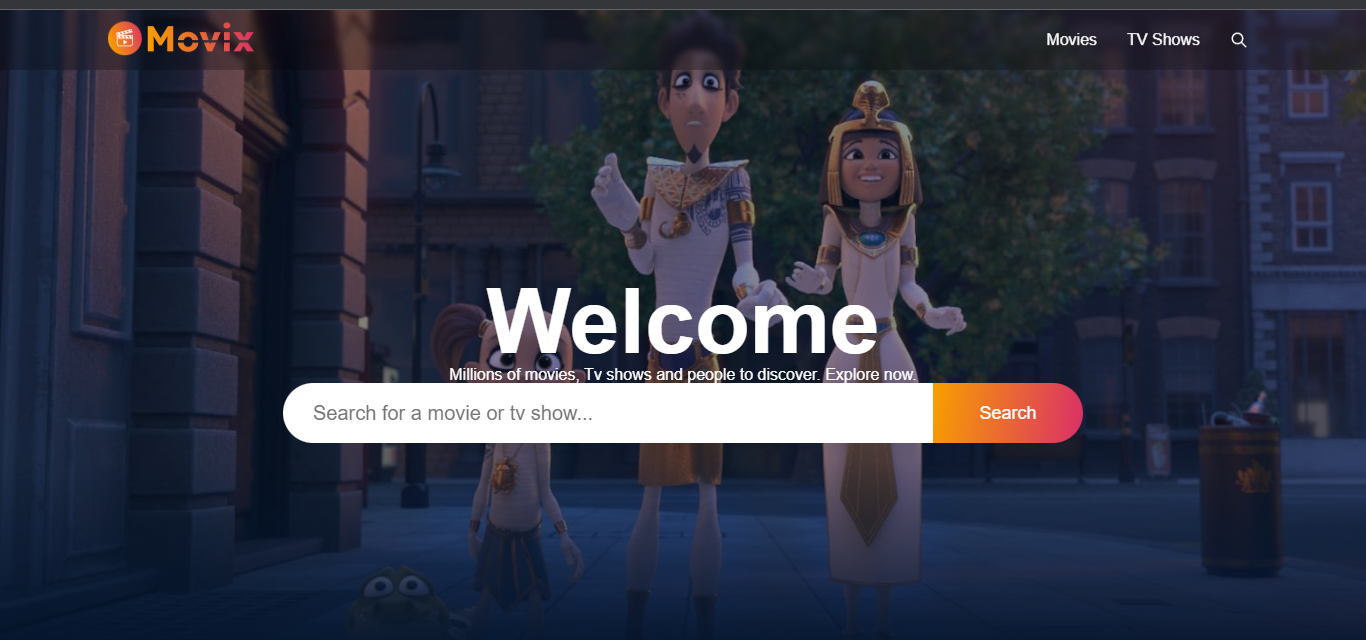 Movix
Movies
TV Shows
Welcome
Millions of movies, Tv shows and people to discover. Explore now.
Search for a movie or tv show...
Search